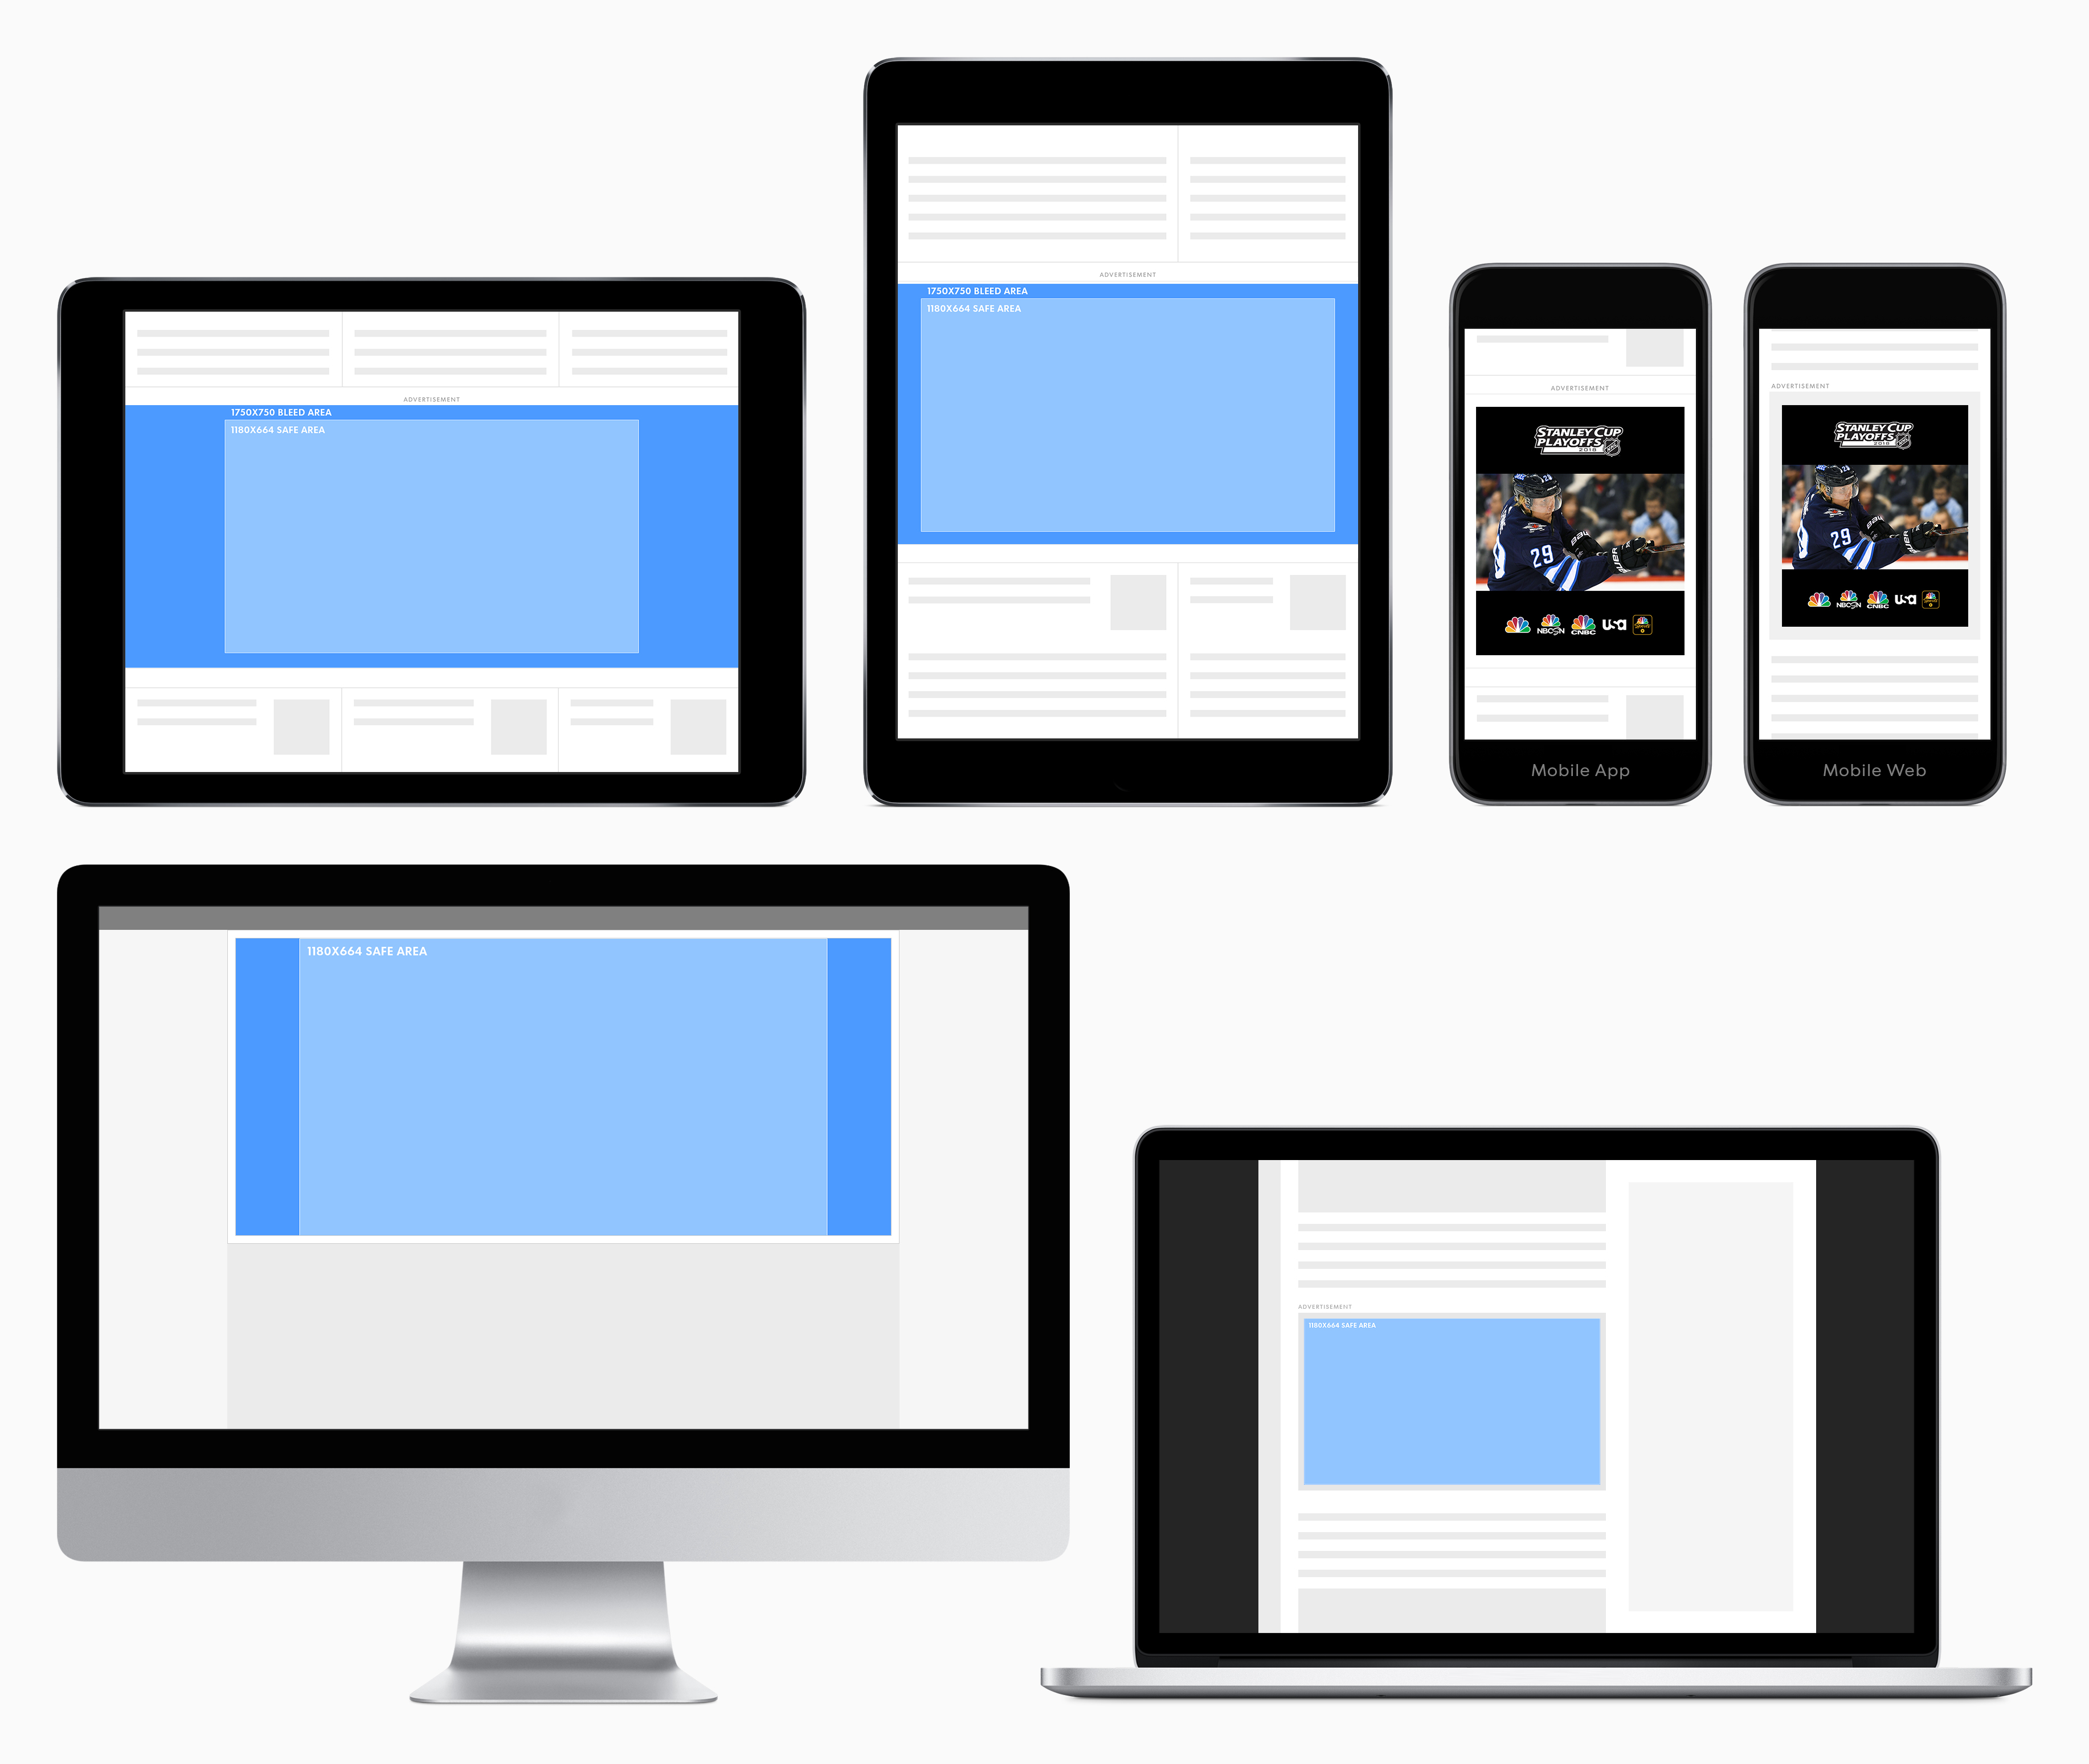 ADVERTISEMENT
1750X750 BLEED AREA
1180X664 SAFE AREA
ADVERTISEMENT
1750X750 BLEED AREA
1180X664 SAFE AREA
ADVERTISEMENT
STANLEY CUP
PLAYOFFS
2018
29
NBCSN
CNBC
USA
Mobile App
ADVERTISEMENT
STANLEY CUP
PLAYOFFS
2018
29
NBCSN
CNBC
USA
Mobile Web
1180X664 SAFE AREA
ADVERTISEMENT
1180X664 SAFE AREA